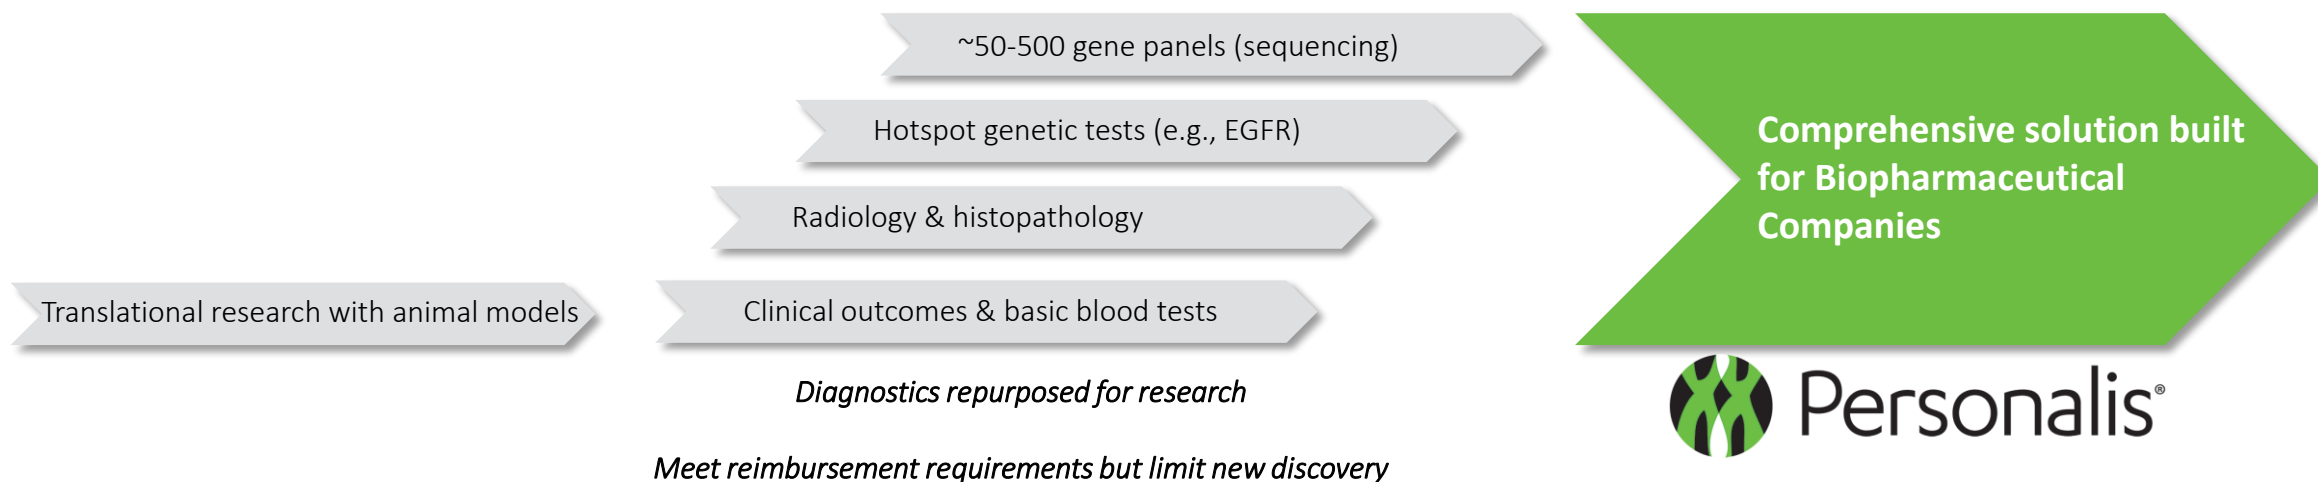 ~50-500 gene panels (sequencing)
Hotspot genetic tests (e.g., EGFR)
Radiology & histopathology
Translational research with animal models
Clinical outcomes & basic blood tests
Diagnostics repurposed for research
Meet reimbursement requirements but limit new discovery
Comprehensive solution built
for Biopharmaceutical
Companies
Personalis®